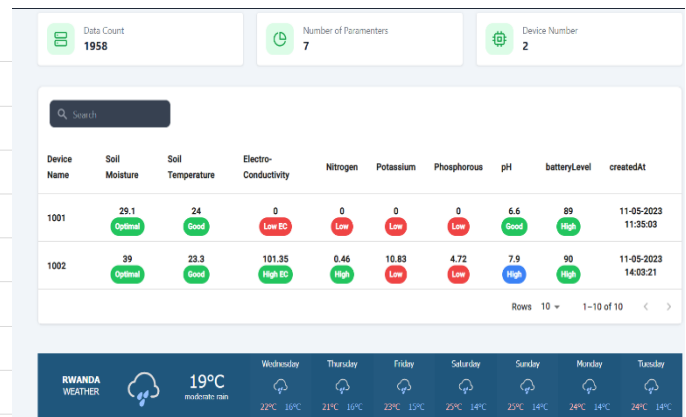 Data Count
1958
Number of Paramenters
7
Device Number
2
Search
Device Name Soil Moisture Soil Temperature Electro-Conductivity Nitrogen Potassium Phosphorous pH batteryLevel createdAt
1001 29.1 24 0 0 0 0 6.6 89 11-05-2023
Optimal Good Low EC Low Low Low Good High 11:35:03
1002 39 23.3 101.35 0.46 10.83 4.72 7.9 90 11-05-2023
Optimal Good High EC High Low Low High High 14:03:21
Rows 10 1–10 of 10
RWANDA
WEATHER
19°C
moderate rain
Wednesday Thursday Friday Saturday Sunday Monday Tuesday
22°C 16°C 21°C 16°C 23°C 15°C 25°C 14°C 25°C 14°C 24°C 14°C 24°C 14°C